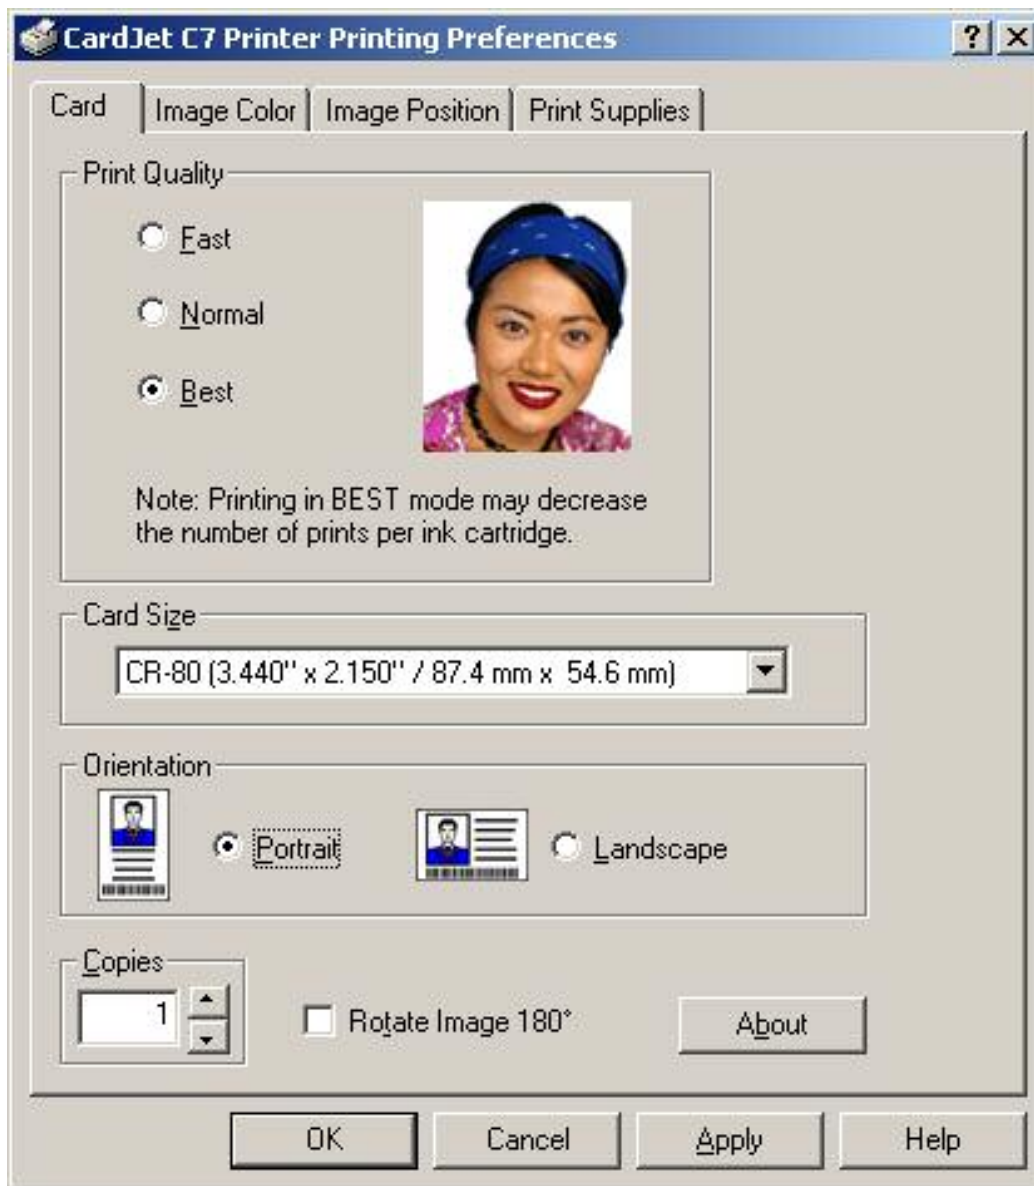 CardJet C7 Printer Printing Preferences
Card Image Color Image Position Print Supplies
Print Quality
Fast
Normal
Best
Note: Printing in BEST mode may decrease
the number of prints per ink cartridge.
Card Size
CR-80 (3.440" x 2.150" / 87.4 mm x  54.6 mm)
Orientation
Portrait Landscape
Copies
1 Rotate Image 180° About
OK Cancel Apply Help